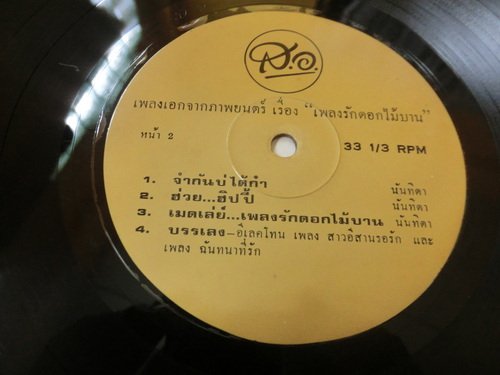 ส.อ.
เพลงเอกจากภาพยนตร์ เรื่อง "เพลงรักดอกไม้บาน"
หน้า 2
33 1/3 RPM
1. จำกันบ่ได้กำ นันทิดา
2. ฮ่วย...ฮิปปี้ นันทิดา
3. เมดเล่ย์...เพลงรักดอกไม้บาน นันทิดา
4. บรรเลง-อีเลคโทน เพลง สาวอีสานรอรัก และ
เพลง ฉันทนาที่รัก